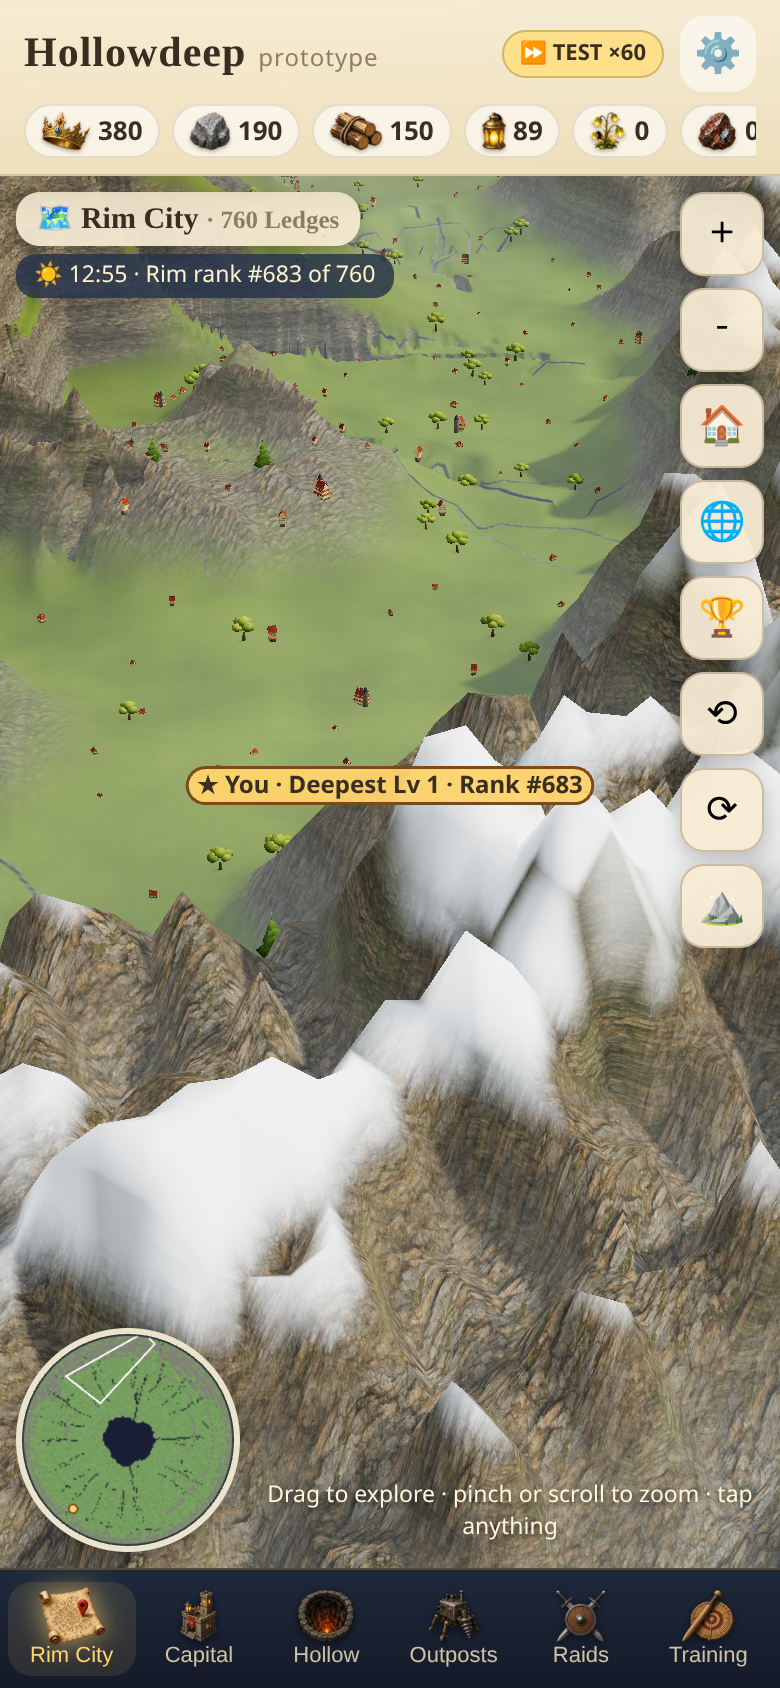 Hollowdeep prototype
TEST ×60
380
190
150
89
0
0
Rim City · 760 Ledges
12:55 · Rim rank #683 of 760
+
-
★ You · Deepest Lv 1 · Rank #683
Drag to explore · pinch or scroll to zoom · tap
anything
Rim City
Capital
Hollow
Outposts
Raids
Training